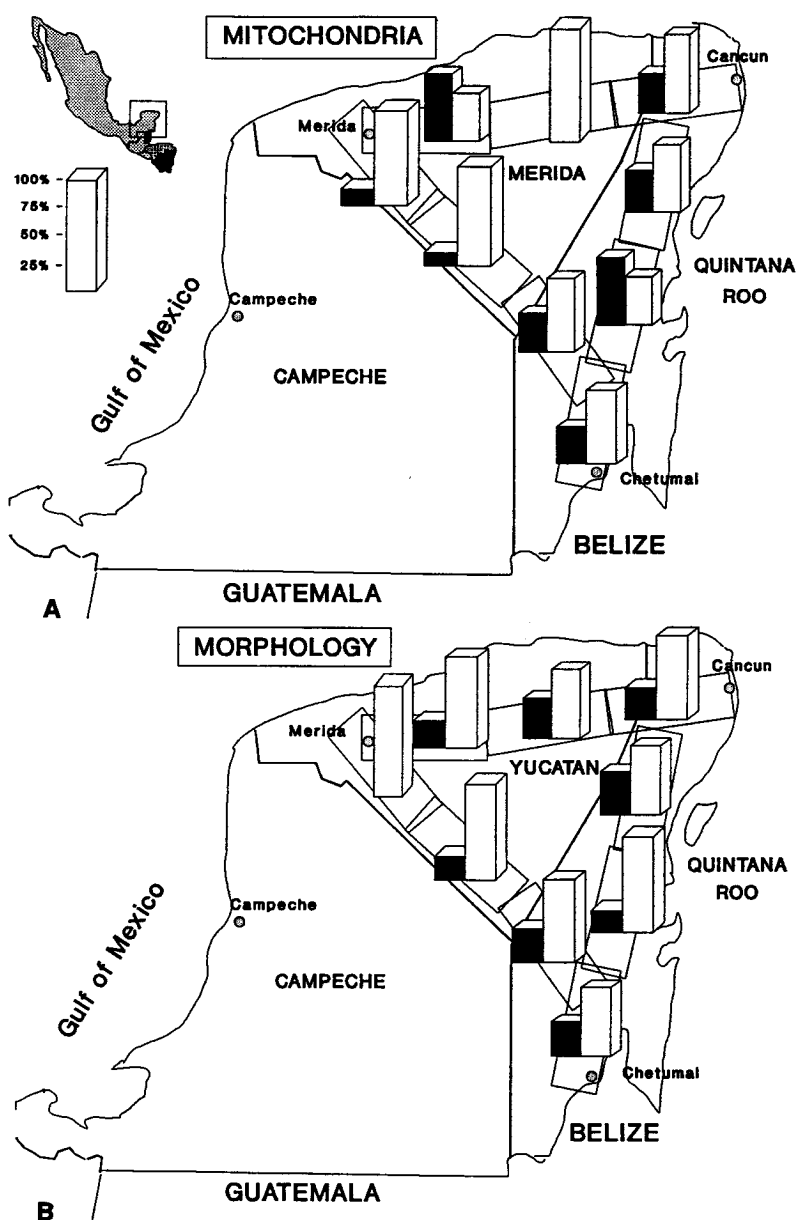 MITOCHONDRIA
Cancun
Merida
100%
75%
50%
25%
MERIDA
QUINTANA
ROO
Campeche
Gulf of Mexico
CAMPECHE
Chetumal
BELIZE
GUATEMALA
A
MORPHOLOGY
Cancun
Merida
YUCATAN
QUINTANA
ROO
Campeche
Gulf of Mexico
CAMPECHE
Chetumal
BELIZE
GUATEMALA
B